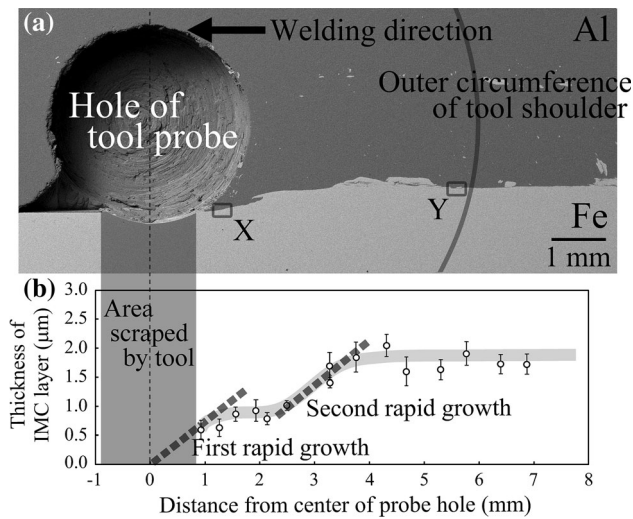 (a)
Welding direction
Al
Hole of
tool probe
Outer circumference
of tool shoulder
X
Y
Fe
1 mm
(b)
Thickness of
IMC layer (μm)
3.0
2.5
2.0
1.5
1.0
0.5
0.0
Area
scraped
by tool
First rapid growth
Second rapid growth
-1
0
1
2
3
4
5
6
7
8
Distance from center of probe hole (mm)